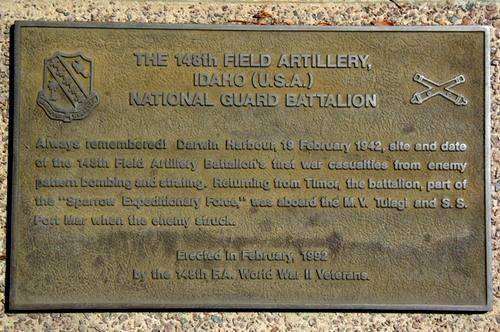 THE 148th FIELD ARTILLERY,
IDAHO (U.S.A.)
NATIONAL GUARD BATTALION
Always remembered! Darwin Harbour, 19 February 1942, site and date
of the 148th Field Artillery Battalion's first war casualties from enemy
pattern bombing and strafing. Returning from Timor, the battalion, part of
the "Sparrow Expeditionary Force," was aboard the M.V. Tulagi and S.S.
Port Mar when the enemy struck.
Erected in February, 1992
by the 148th F.A. World War II Veterans.